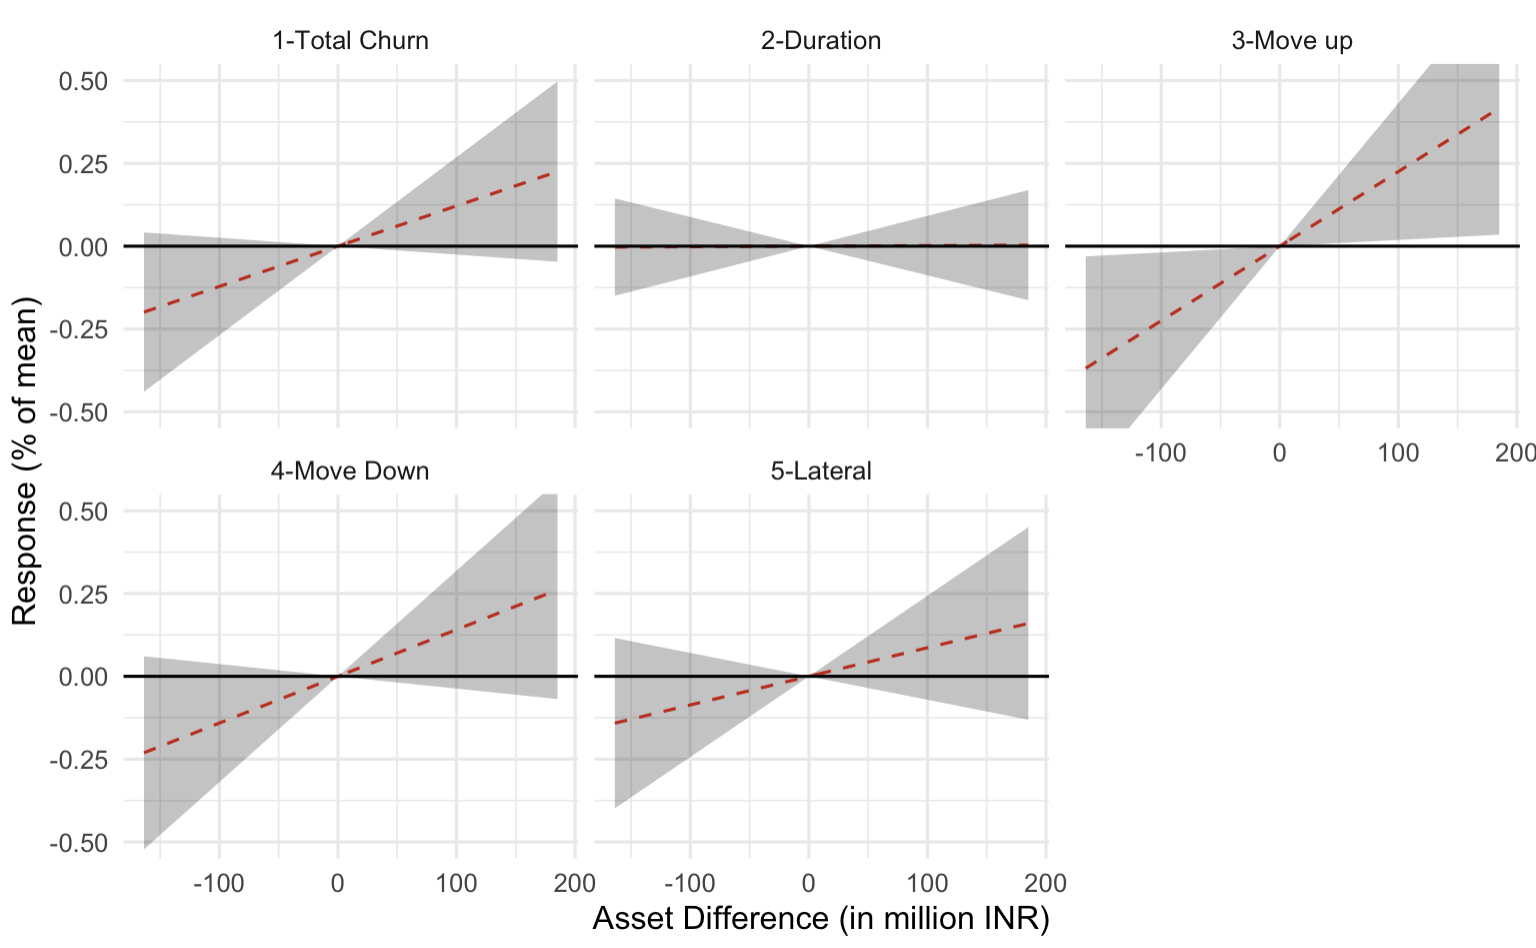 1-Total Churn
2-Duration
3-Move up
0.50
0.25
0.00
-0.25
-0.50
-100 0 100 200
4-Move Down
5-Lateral
0.50
0.25
0.00
-0.25
-0.50
-100 0 100 200
-100 0 100 200
Asset Difference (in million INR)
Response (% of mean)